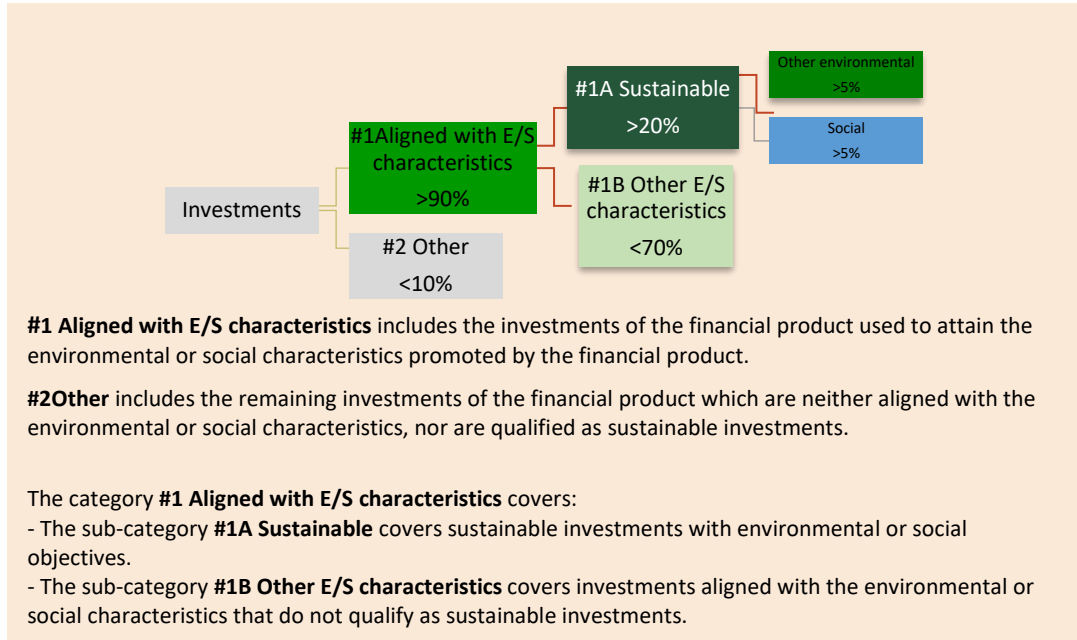 Other environmental
>5%
#1A Sustainable
>20%
Social
>5%
#1Aligned with E/S
characteristics
>90%
#1B Other E/S
characteristics
<70%
Investments
#2 Other
<10%
#1 Aligned with E/S characteristics includes the investments of the financial product used to attain the
environmental or social characteristics promoted by the financial product.
#2Other includes the remaining investments of the financial product which are neither aligned with the
environmental or social characteristics, nor are qualified as sustainable investments.
The category #1 Aligned with E/S characteristics covers:
- The sub-category #1A Sustainable covers sustainable investments with environmental or social
objectives.
- The sub-category #1B Other E/S characteristics covers investments aligned with the environmental or
social characteristics that do not qualify as sustainable investments.